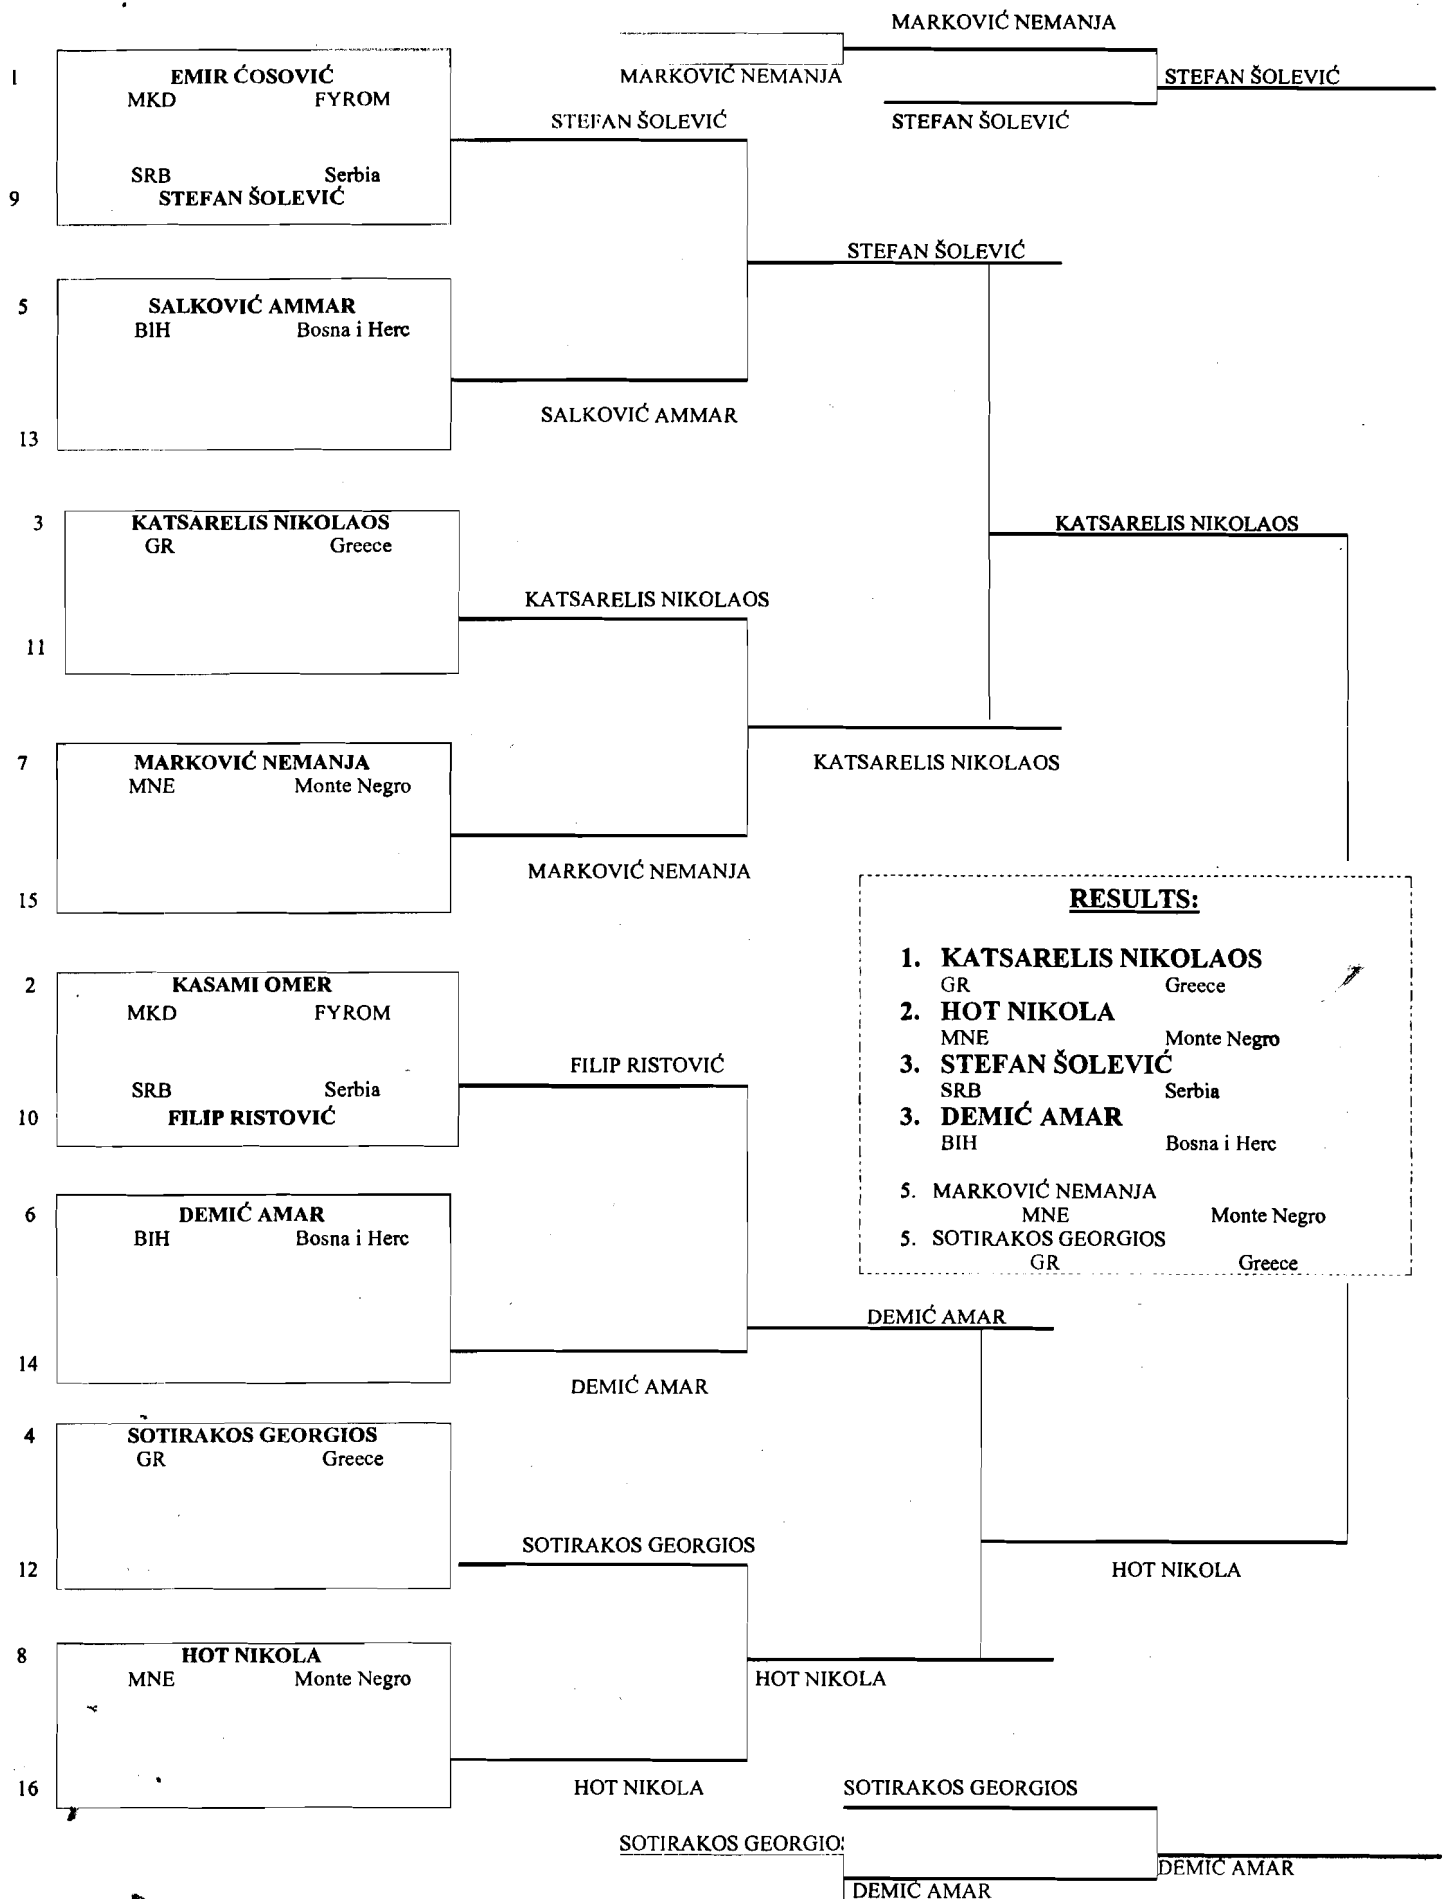 MARKOVIĆ NEMANJA
1 EMIR ĆOSOVIĆ
MARKOVIĆ NEMANJA
STEFAN ŠOLEVIĆ
MKD FYROM
STEFAN ŠOLEVIĆ
STEFAN ŠOLEVIĆ
SRB Serbia
9 STEFAN ŠOLEVIĆ
STEFAN ŠOLEVIĆ
5 SALKOVIĆ AMMAR
BIH Bosna i Herc
SALKOVIĆ AMMAR
13
3 KATSARELIS NIKOLAOS
GR Greece
KATSARELIS NIKOLAOS
KATSARELIS NIKOLAOS
11
7 MARKOVIĆ NEMANJA
MNE Monte Negro
KATSARELIS NIKOLAOS
MARKOVIĆ NEMANJA
15
RESULTS:
1. KATSARELIS NIKOLAOS
GR Greece
2. HOT NIKOLA
MNE Monte Negro
3. STEFAN ŠOLEVIĆ
SRB Serbia
3. DEMIĆ AMAR
BIH Bosna i Herc
5. MARKOVIĆ NEMANJA
MNE Monte Negro
5. SOTIRAKOS GEORGIOS
GR Greece
2 KASAMI OMER
MKD FYROM
FILIP RISTOVIĆ
SRB Serbia
10 FILIP RISTOVIĆ
6 DEMIĆ AMAR
BIH Bosna i Herc
DEMIĆ AMAR
14
DEMIĆ AMAR
4 SOTIRAKOS GEORGIOS
GR Greece
SOTIRAKOS GEORGIOS
12
HOT NIKOLA
8 HOT NIKOLA
MNE Monte Negro
HOT NIKOLA
16
HOT NIKOLA
SOTIRAKOS GEORGIOS
SOTIRAKOS GEORGIO
DEMIĆ AMAR
DEMIĆ AMAR